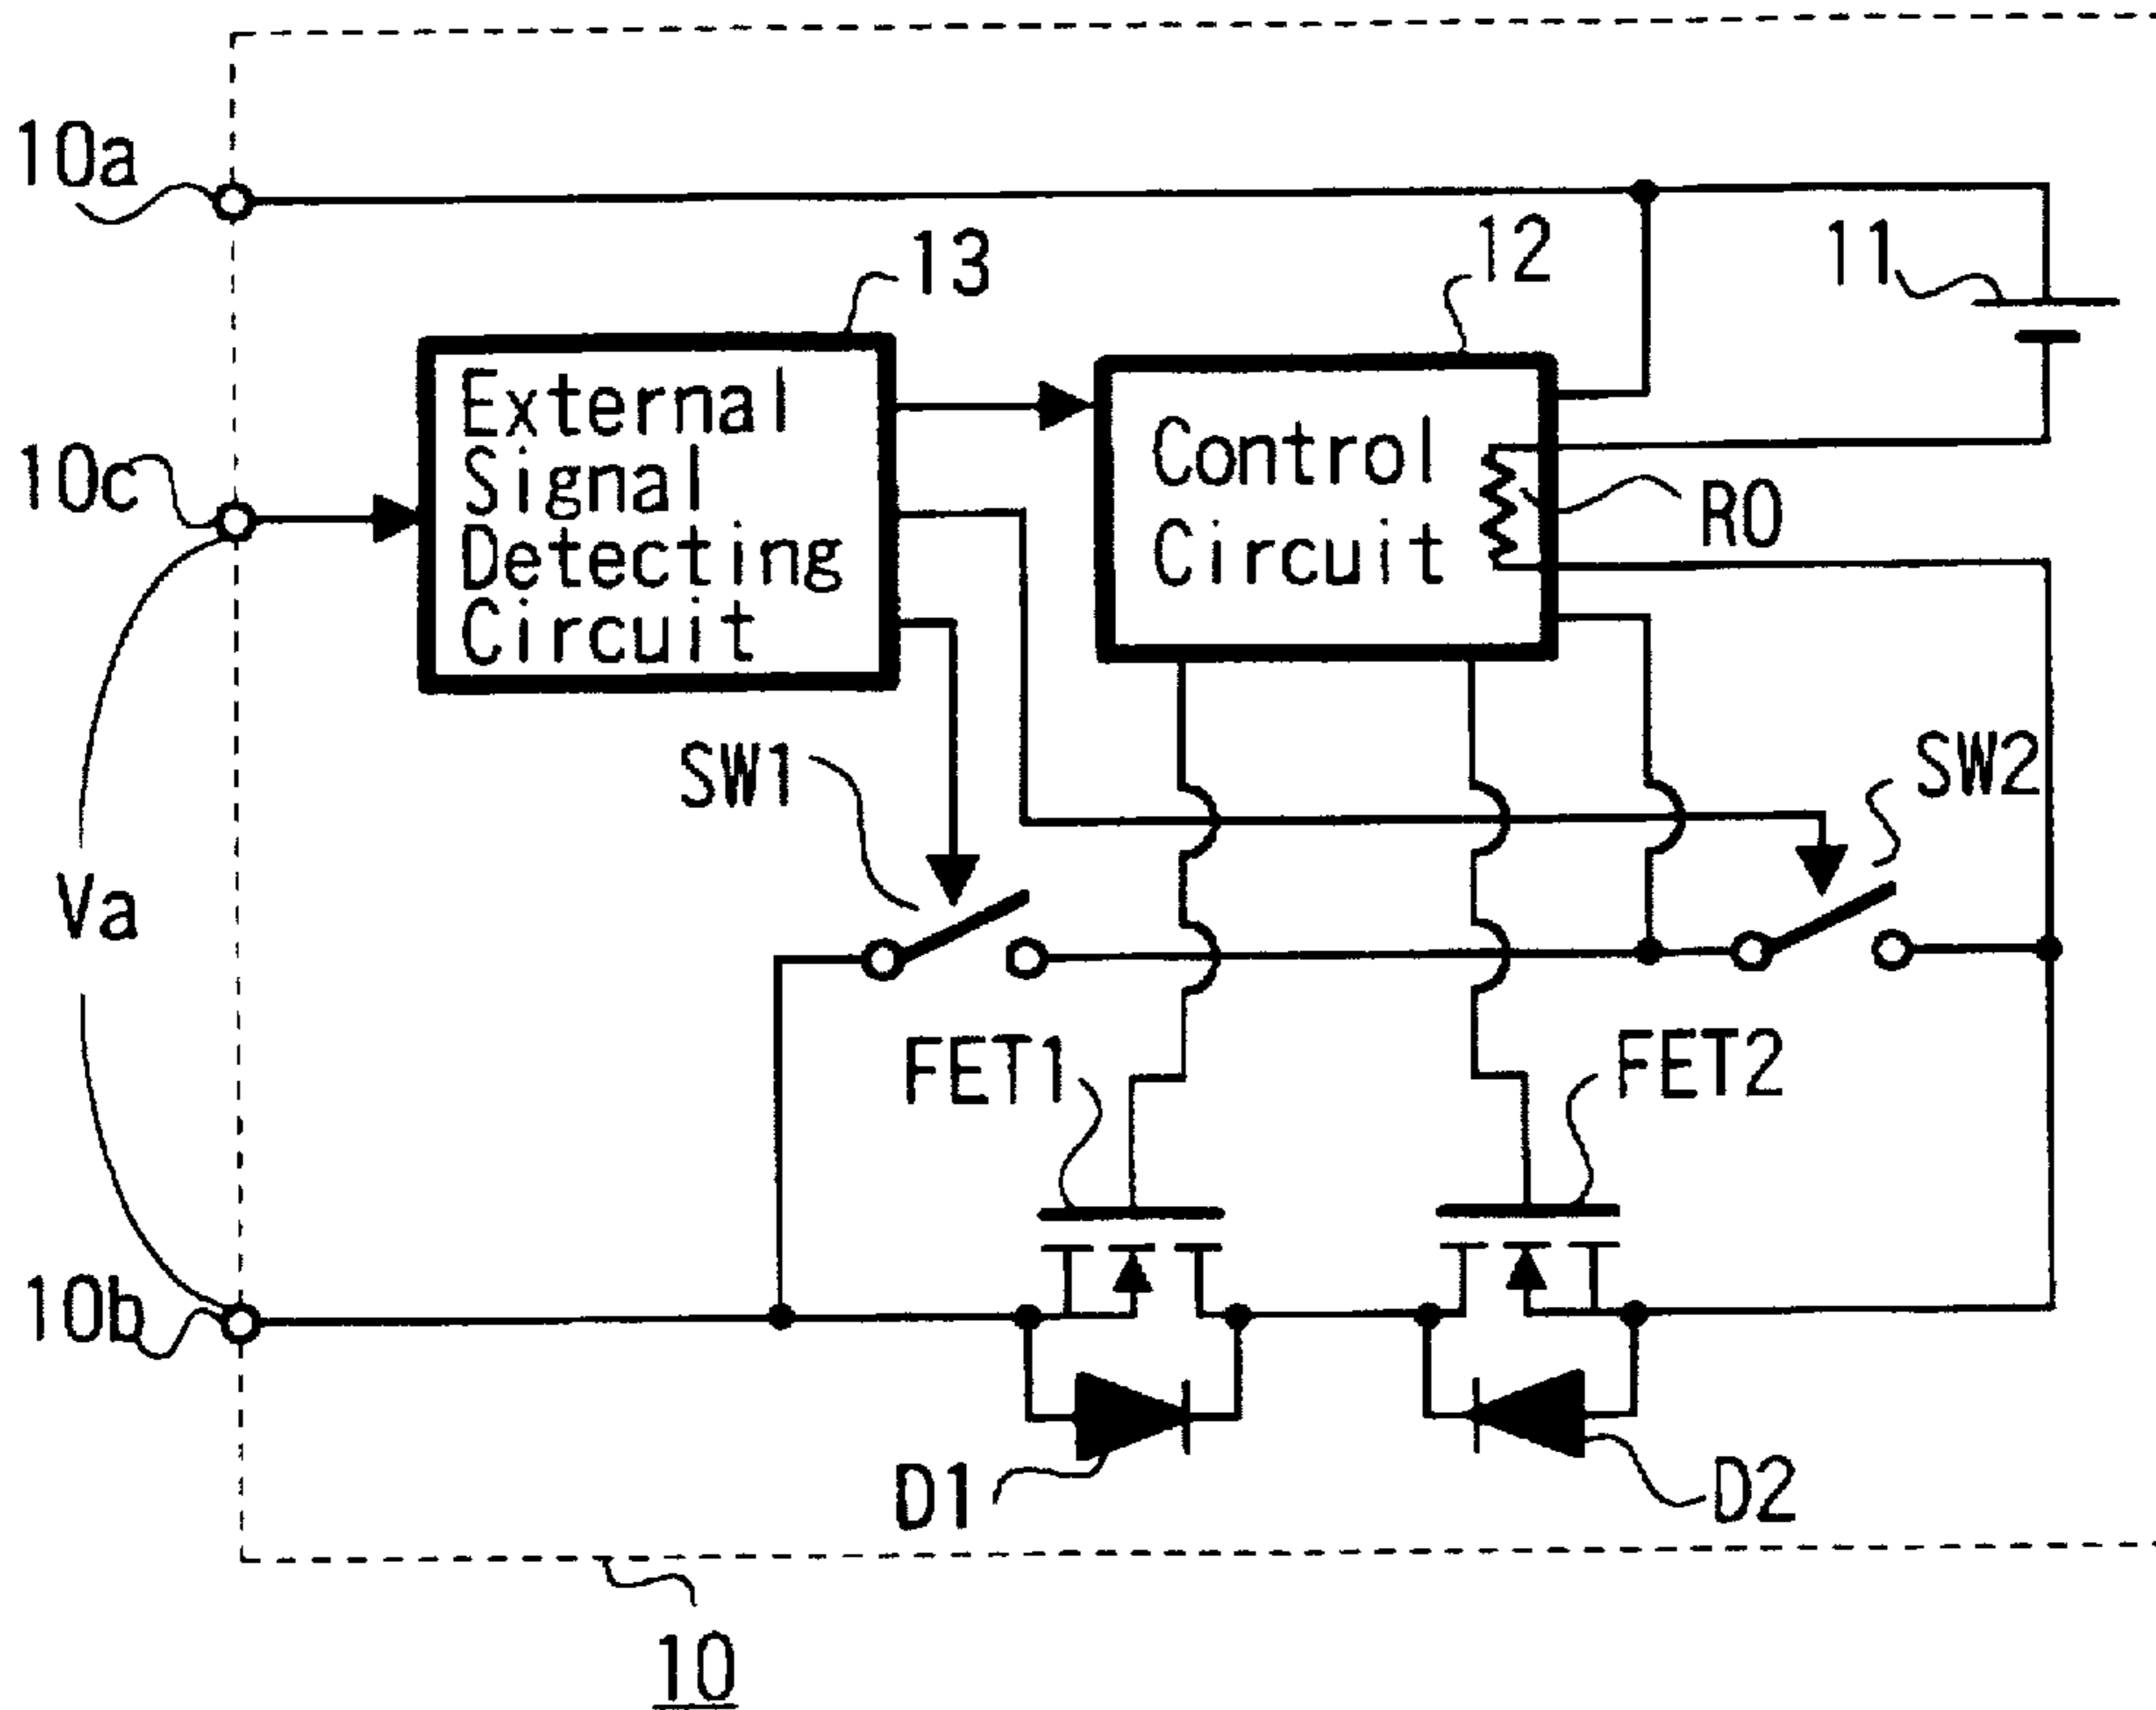 10a
13
12
11
External
Signal
Detecting
Circuit
Control
Circuit
10c
R0
SW1
SW2
Va
FET1
FET2
10b
D1
D2
10